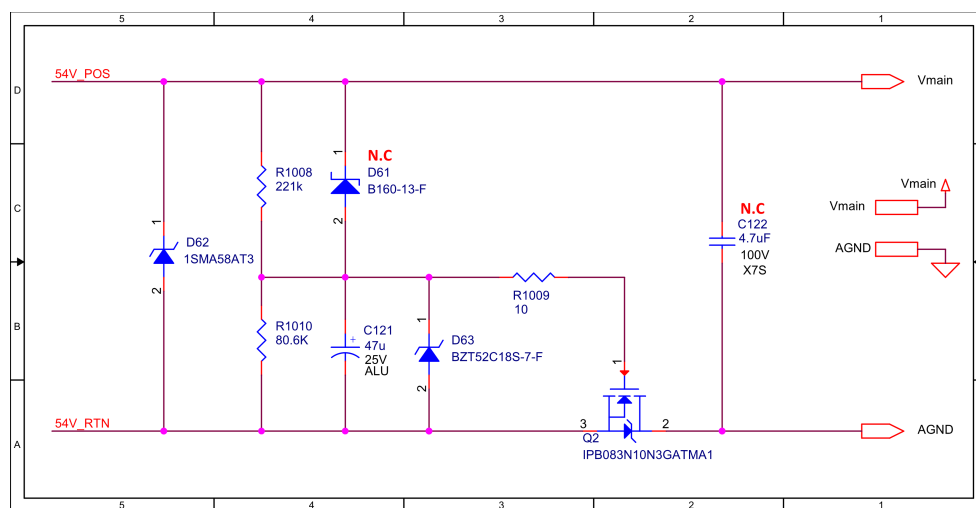 5 4 3 2 1
D
54V_POS
Vmain
1
N.C
R1008
221k
D61
B160-13-F
2
C
Vmain
Vmain
N.C
C122
4.7uF
100V
X7S
AGND
1
D62
1SMA58AT3
2
R1009
10
B
R1010
80.6K
+
C121
47u
25V
ALU
1
D63
BZT52C18S-7-F
2
1
54V_RTN
3
2
Q2
IPB083N10N3GATMA1
AGND
A
5 4 3 2 1